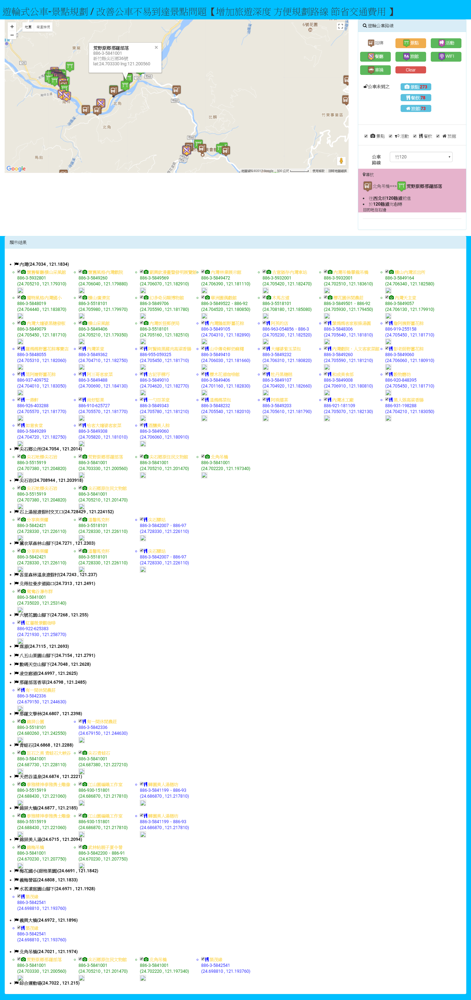 遊輪式公車-景點規劃 / 改善公車不易到達景點問題【增加旅遊深度 方便規劃路線 節省交通費用 】
地圖 衛星檢視
6號花園
荒野原鄉那羅部落
886-3-5841001
新竹縣尖石鄉36號
lat:24.703330 lng:121.200560
東窩
南坪
北角
北角
比麟
竹東事業區
馬胎
油羅溪
Google
地圖資料©2017 Google 500 公尺 使用條款 回報地圖錯誤
遊輪公車路線
站牌 景點 活動
餐廳 旅館 WIFI
車禍 Clear
公車未到之
景點273
餐飲78
旅館73
景點 活動 餐飲 旅館
公車路線 竹120
導航
北角吊橋==>荒野原鄉那羅部落
往西北朝120縣道前進
於120縣道向右轉
目的地在右邊
顯示結果
內灣(24.7034 , 121.1834)
懷舊餐廳橫山采風館 懷舊風格內灣戲院 劉興欽漫畫暨發明展覽館 內灣林業展示館 古意猶存內灣車站 內灣吊橋攀龍吊橋 橫山內灣派出所
886-3-5932801 886-3-5849260 886-3-5849569 886-3-5849472 886-3-5932001 886-3-5932001 886-3-5849164
(24.705210 , 121.179310) (24.706040 , 121.179880) (24.706070 , 121.182910) (24.706390 , 121.181110) (24.705420 , 121.182470) (24.702510 , 121.183610) (24.706340 , 121.182580)
獨特風格內灣國小 橫山廣濟宮 幻多奇另類博物館 華洲園偶戲館 木馬古道 櫻花園休閒農莊 內灣天主堂
886-3-5848019 886-3-5518101 886-3-5849706 886-3-5849522，886-92 886-3-5518101 886-3-5849501，886-92 886-3-5849057
(24.704440 , 121.183870) (24.705980 , 121.179970) (24.705590 , 121.181780) (24.704520 , 121.180850) (24.708180 , 121.185080) (24.705930 , 121.179450) (24.706130 , 121.179910)
內灣大嬸婆黑糖發板 橫山采風館 內灣妖怪郵便局 內灣鵝姐野薑花粽 阿英的店 葉媽媽客家粄條湯圓 詹阿姨野薑花粽
886-3-5849079 886-3-5849406 886-3-5518101 886-3-5849105 886-963-054856，886-3 886-3-5848306 886-919-255158
(24.705450 , 121.181710) (24.705210 , 121.179350) (24.705160 , 121.182510) (24.704310 , 121.182890) (24.705230 , 121.182520) (24.705640 , 121.181810) (24.705450 , 121.181710)
羅媽媽野薑花粽專賣店 內灣茶堂 阿賢純黑豬肉高粱香腸 山中傳奇鮮奶麻糬 大嬸婆紫玉菜包 內灣戲院．人文客家菜館 彭老師野薑花粽
886-3-5848055 886-3-5849362 886-955-059325 886-3-5849410 886-3-5849232 886-3-5849260 886-3-5849060
(24.705310 , 121.182060) (24.704710 , 121.182750) (24.705450 , 121.181710) (24.706030 , 121.181660) (24.706310 , 121.180820) (24.705590 , 121.181210) (24.706060 , 121.180910)
范阿嬤野薑花粽 阿三哥客家菜 古記芋粿巧 櫻木花道咖啡館 牡丹黑糖糕 和成美食部 穀物磨坊
886-937-409752 886-3-5849488 886-3-5849010 886-3-5849406 886-3-5849107 886-3-5849008 886-920-848395
(24.704010 , 121.183050) (24.700690 , 121.184130) (24.704620 , 121.182770) (24.701160 , 121.182830) (24.704920 , 121.182660) (24.706910 , 121.180810) (24.705450 , 121.181710)
一鼎軒 尚好堅果 一勺百茶堂 溫媽媽菜包 阿珠擂茶 內灣冰工廠 黑人張高粱香腸
886-926-403288 886-910-625727 886-3-5849343 886-3-5848232 886-3-5849203 886-921-181109 886-931-198288
(24.705570 , 121.181770) (24.705570 , 121.181770) (24.705780 , 121.181210) (24.705540 , 121.182010) (24.705610 , 121.181790) (24.705070 , 121.182130) (24.704210 , 121.183050)
如意食堂 哈客大嬸婆客家菜 酒釀美人粽
886-3-5849289 886-3-5849308 886-3-5849060
(24.704720 , 121.182750) (24.705820 , 121.181010) (24.706060 , 121.180910)
尖石鄉公所(24.7054 , 121.2014)
尖石地標尖石岩 荒野原鄉那羅部落 尖石鄉原住民文物館 北角吊橋
886-3-5515919 886-3-5841001 886-3-5841001 886-3-5841001
(24.707380 , 121.204820) (24.703330 , 121.200560) (24.705210 , 121.201470) (24.702220 , 121.197340)
尖石岩(24.708944 , 121.203918)
尖石地標尖石岩 尖石鄉原住民文物館
886-3-5515919 886-3-5841001
(24.707380 , 121.204820) (24.705210 , 121.201470)
石上湯屋渡假村交叉口(24.728429 , 121.224152)
分享與榮耀 溫馨馬克杯 尖石驛站
886-3-5842421 886-3-5518101 886-3-5842007，886-97
(24.728330 , 121.226110) (24.728330 , 121.226110) (24.728330 , 121.226110)
薰衣草森林山腳下(24.7271 , 121.2303)
分享與榮耀 溫馨馬克杯 尖石驛站
886-3-5842421 886-3-5518101 886-3-5842007，886-97
(24.728330 , 121.226110) (24.728330 , 121.226110) (24.728330 , 121.226110)
峇里森林溫泉渡假村(24.7243 , 121.237)
北得拉曼步道路口(24.7313 , 121.2491)
鴛鴦谷瀑布群
886-3-5841001
(24.735020 , 121.253140)
六號花園山腳下(24.7268 , 121.255)
紅薔薇景觀咖啡
886-922-625383
(24.721930 , 121.258770)
煤源(24.7115 , 121.2693)
八五山果園山腳下(24.7154 , 121.2791)
數碼天空山腳下(24.7048 , 121.2628)
凌空廊道(24.6997 , 121.2625)
那羅部落香草(24.6798 , 121.2485)
有一間休閒農莊
886-3-5842336
(24.679150 , 121.244630)
那羅文學林(24.6807 , 121.2398)
錦屏公園 有一間休閒農莊
886-3-5518101 886-3-5842336
(24.680260 , 121.242550) (24.679150 , 121.244630)
青蛙石(24.6868 , 121.2288)
巨石之美 青蛙石大峽谷 尖石青蛙石
886-3-5841001 886-3-5841001
(24.687730 , 121.228110) (24.687380 , 121.227210)
天然谷溫泉(24.6874 , 121.2221)
泰雅精神泰雅勇士雕像 江山園編織工作室 鱘園美人湯膳坊
886-3-5515919 886-930-151801 886-3-5841199、886-93
(24.688430 , 121.221060) (24.686870 , 121.217810) (24.686870 , 121.217810)
錦屏大橋(24.6877 , 121.2185)
泰雅精神泰雅勇士雕像 江山園編織工作室 鱘園美人湯膳坊
886-3-5515919 886-930-151801 886-3-5841199、886-93
(24.688430 , 121.221060) (24.686870 , 121.217810) (24.686870 , 121.217810)
錦屏美人湯(24.6715 , 121.2094)
錦梅吊橋 武林帖親子夏令營
886-3-5841001 886-3-5842200，886-91
(24.670230 , 121.207750) (24.670230 , 121.207750)
梅花國小(甜柿果園)(24.6691 , 121.1842)
義梅營區(24.6808 , 121.1833)
水茗漾庭園山腳下(24.6971 , 121.1928)
築茂緣
886-3-5842541
(24.698810 , 121.193760)
義興大橋(24.6972 , 121.1896)
築茂緣
886-3-5842541
(24.698810 , 121.193760)
北角吊橋(24.7021 , 121.1974)
荒野原鄉那羅部落 尖石鄉原住民文物館 北角吊橋 築茂緣
886-3-5841001 886-3-5841001 886-3-5841001 886-3-5842541
(24.703330 , 121.200560) (24.705210 , 121.201470) (24.702220 , 121.197340) (24.698810 , 121.193760)
綜合運動場(24.7022 , 121.215)